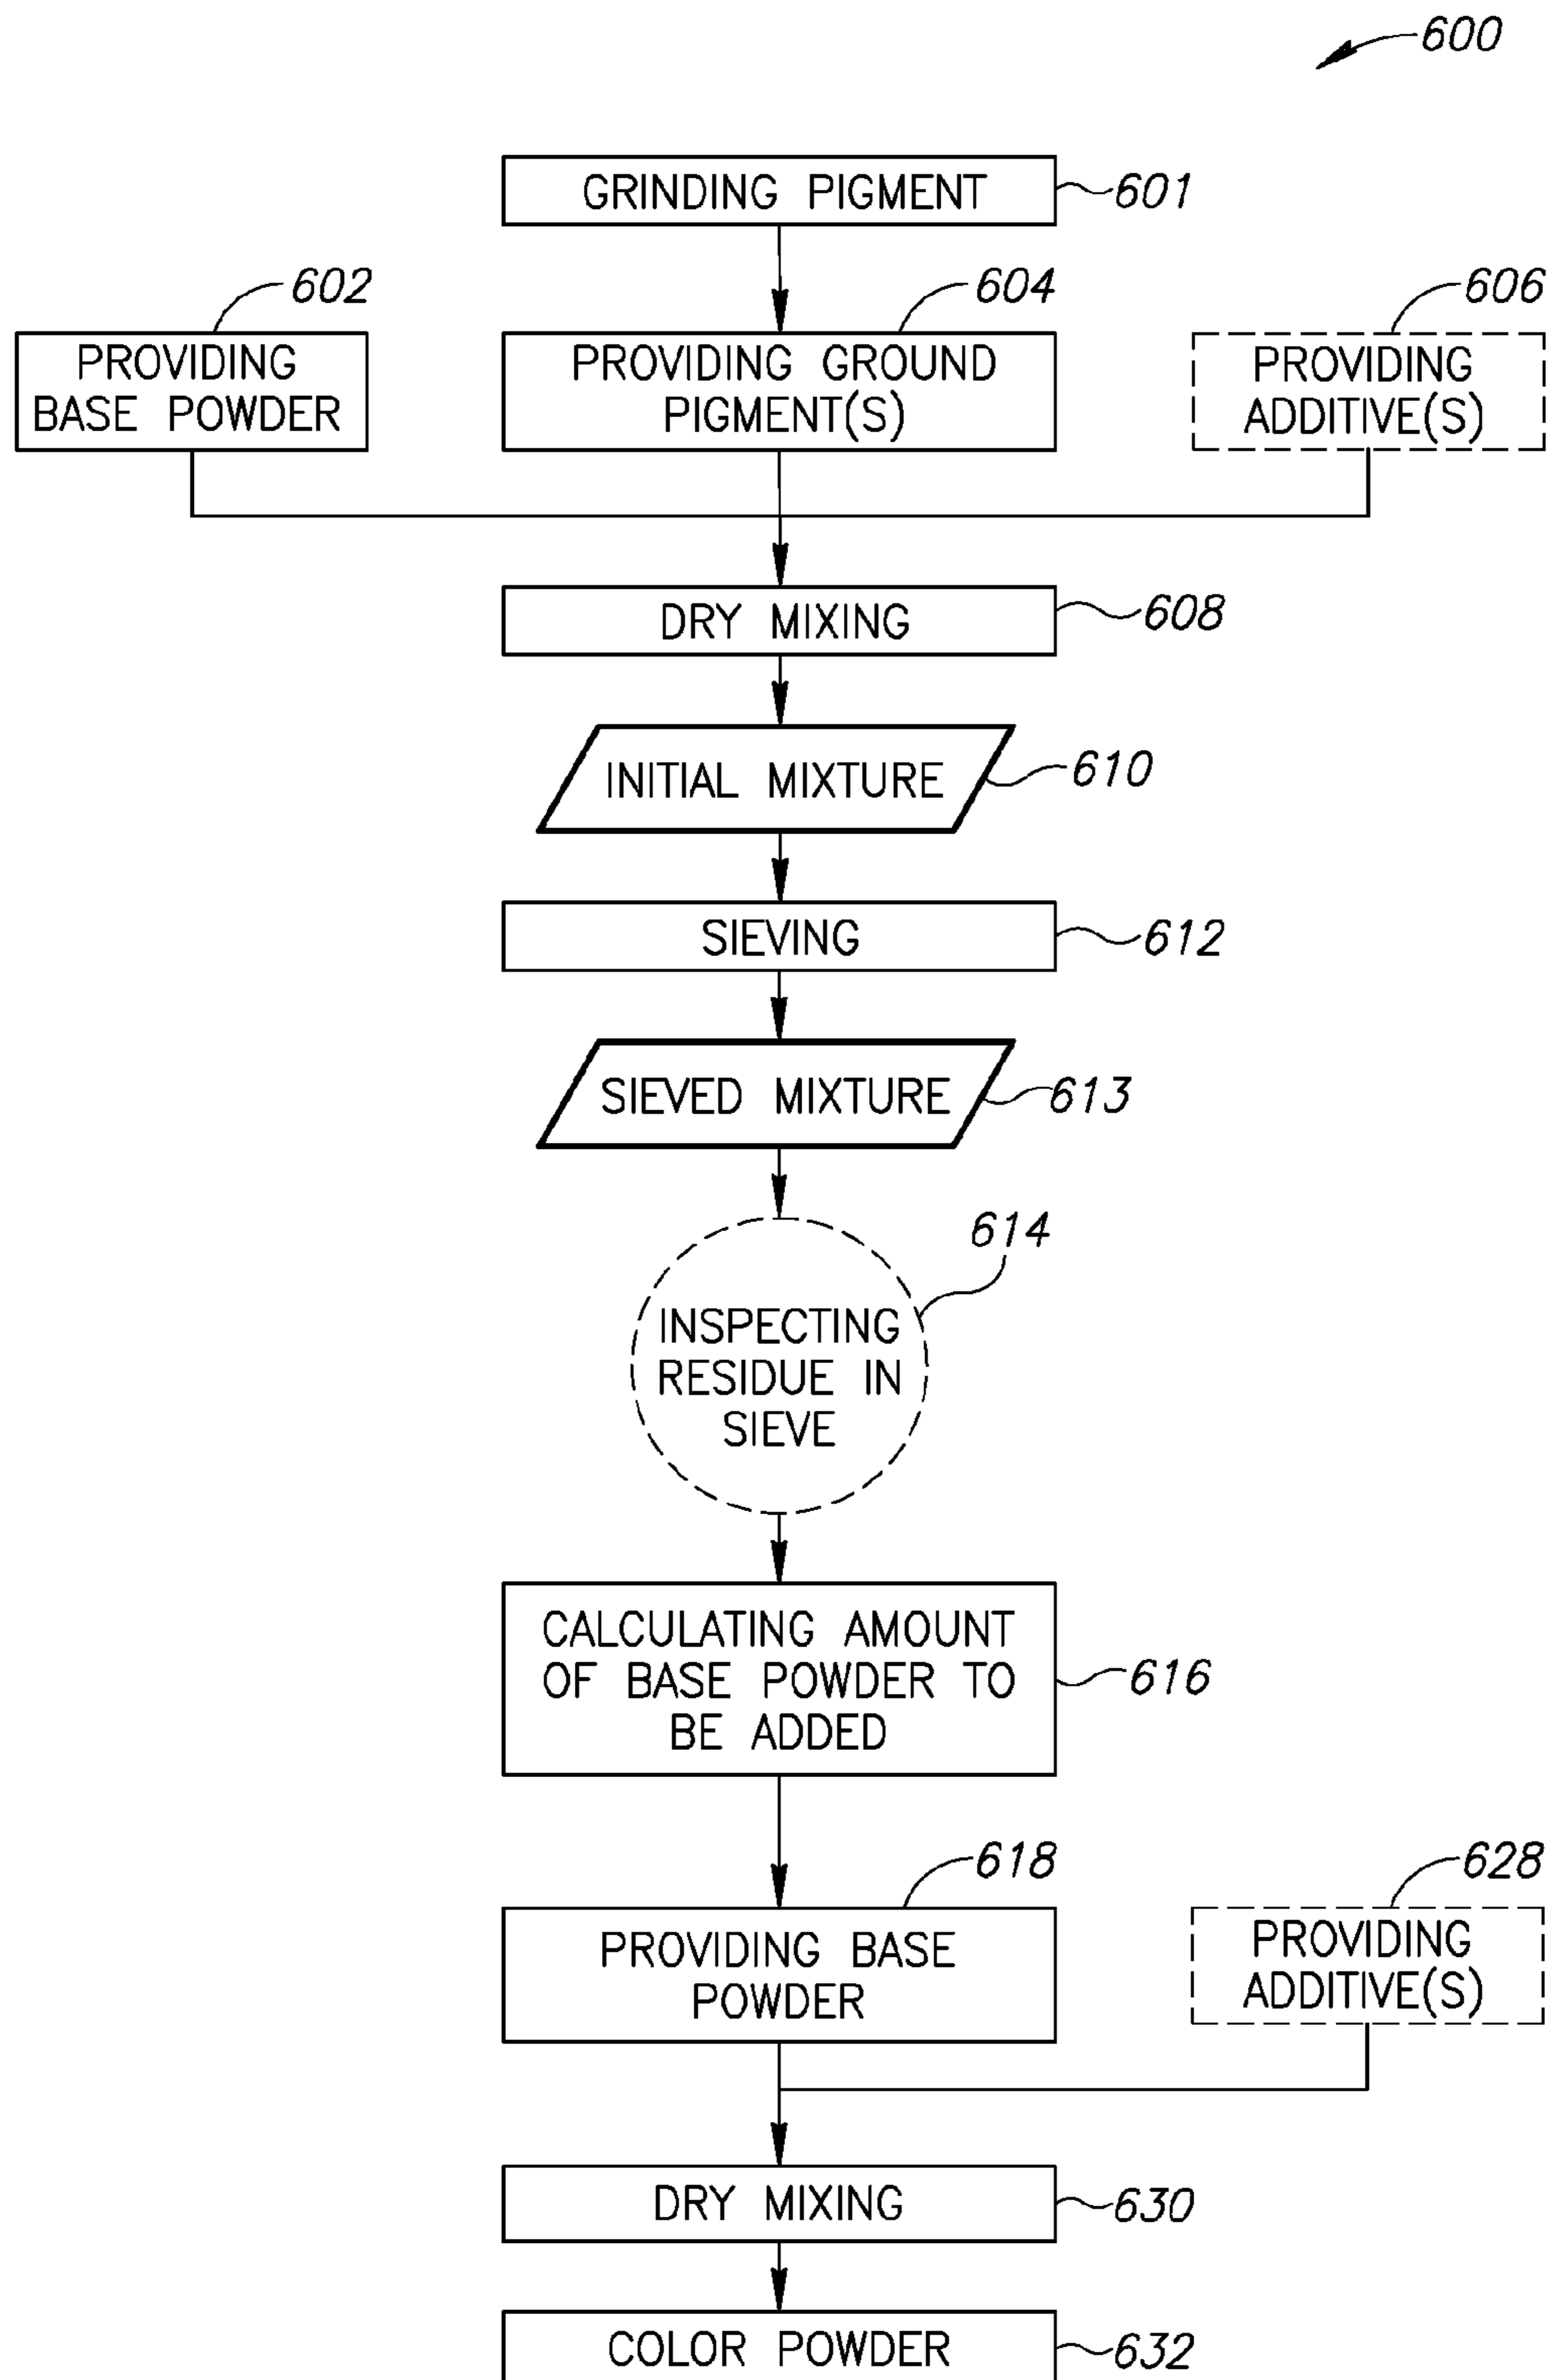 600
GRINDING PIGMENT
601
602
604
606
PROVIDING
BASE POWDER
PROVIDING GROUND
PIGMENT(S)
PROVIDING
ADDITIVE(S)
DRY MIXING
608
INITIAL MIXTURE
610
SIEVING
612
SIEVED MIXTURE
613
614
INSPECTING
RESIDUE IN
SIEVE
CALCULATING AMOUNT
OF BASE POWDER TO
BE ADDED
616
618
628
PROVIDING BASE
POWDER
PROVIDING
ADDITIVE(S)
DRY MIXING
630
COLOR POWDER
632